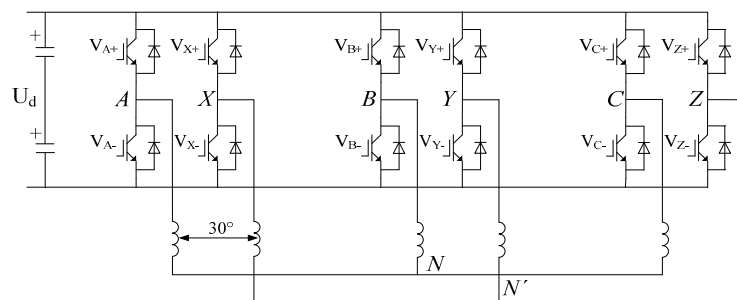 +
V_A+ V_X+ V_B+ V_Y+ V_C+ V_Z+
U_d A X B Y C Z
+
V_A- V_X- V_B- V_Y- V_C- V_Z-
30°
N
N´